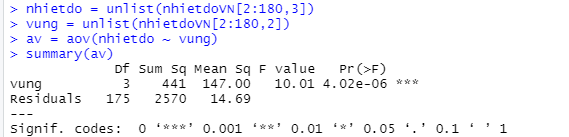 > nhietdo = unlist(nhietdoVN[2:180,3])
> vung = unlist(nhietdoVN[2:180,2])
> av = aov(nhietdo ~ vung)
> summary(av)
             Df Sum Sq Mean Sq F value   Pr(>F)
vung          3    441  147.00   10.01 4.02e-06 ***
Residuals   175   2570   14.69
---
Signif. codes:  0 ‘***’ 0.001 ‘**’ 0.01 ‘*’ 0.05 ‘.’ 0.1 ‘ ’ 1